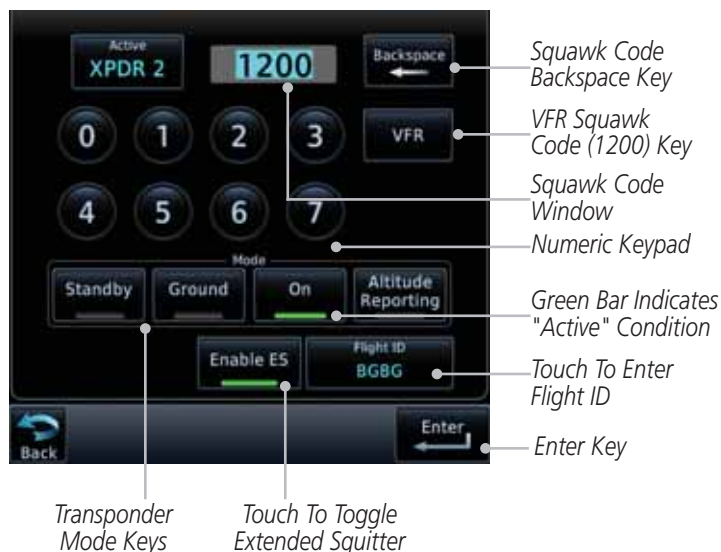 Active
XPDR 2
1200
Backspace
0 1 2 3
VFR
4 5 6 7
Mode
Standby
Ground
On
Altitude
Reporting
Enable ES
Flight ID
BGBG
Back
Enter
Squawk Code
Backspace Key
VFR Squawk
Code (1200) Key
Squawk Code
Window
Numeric Keypad
Green Bar Indicates
"Active" Condition
Touch To Enter
Flight ID
Enter Key
Transponder
Mode Keys
Touch To Toggle
Extended Squitter